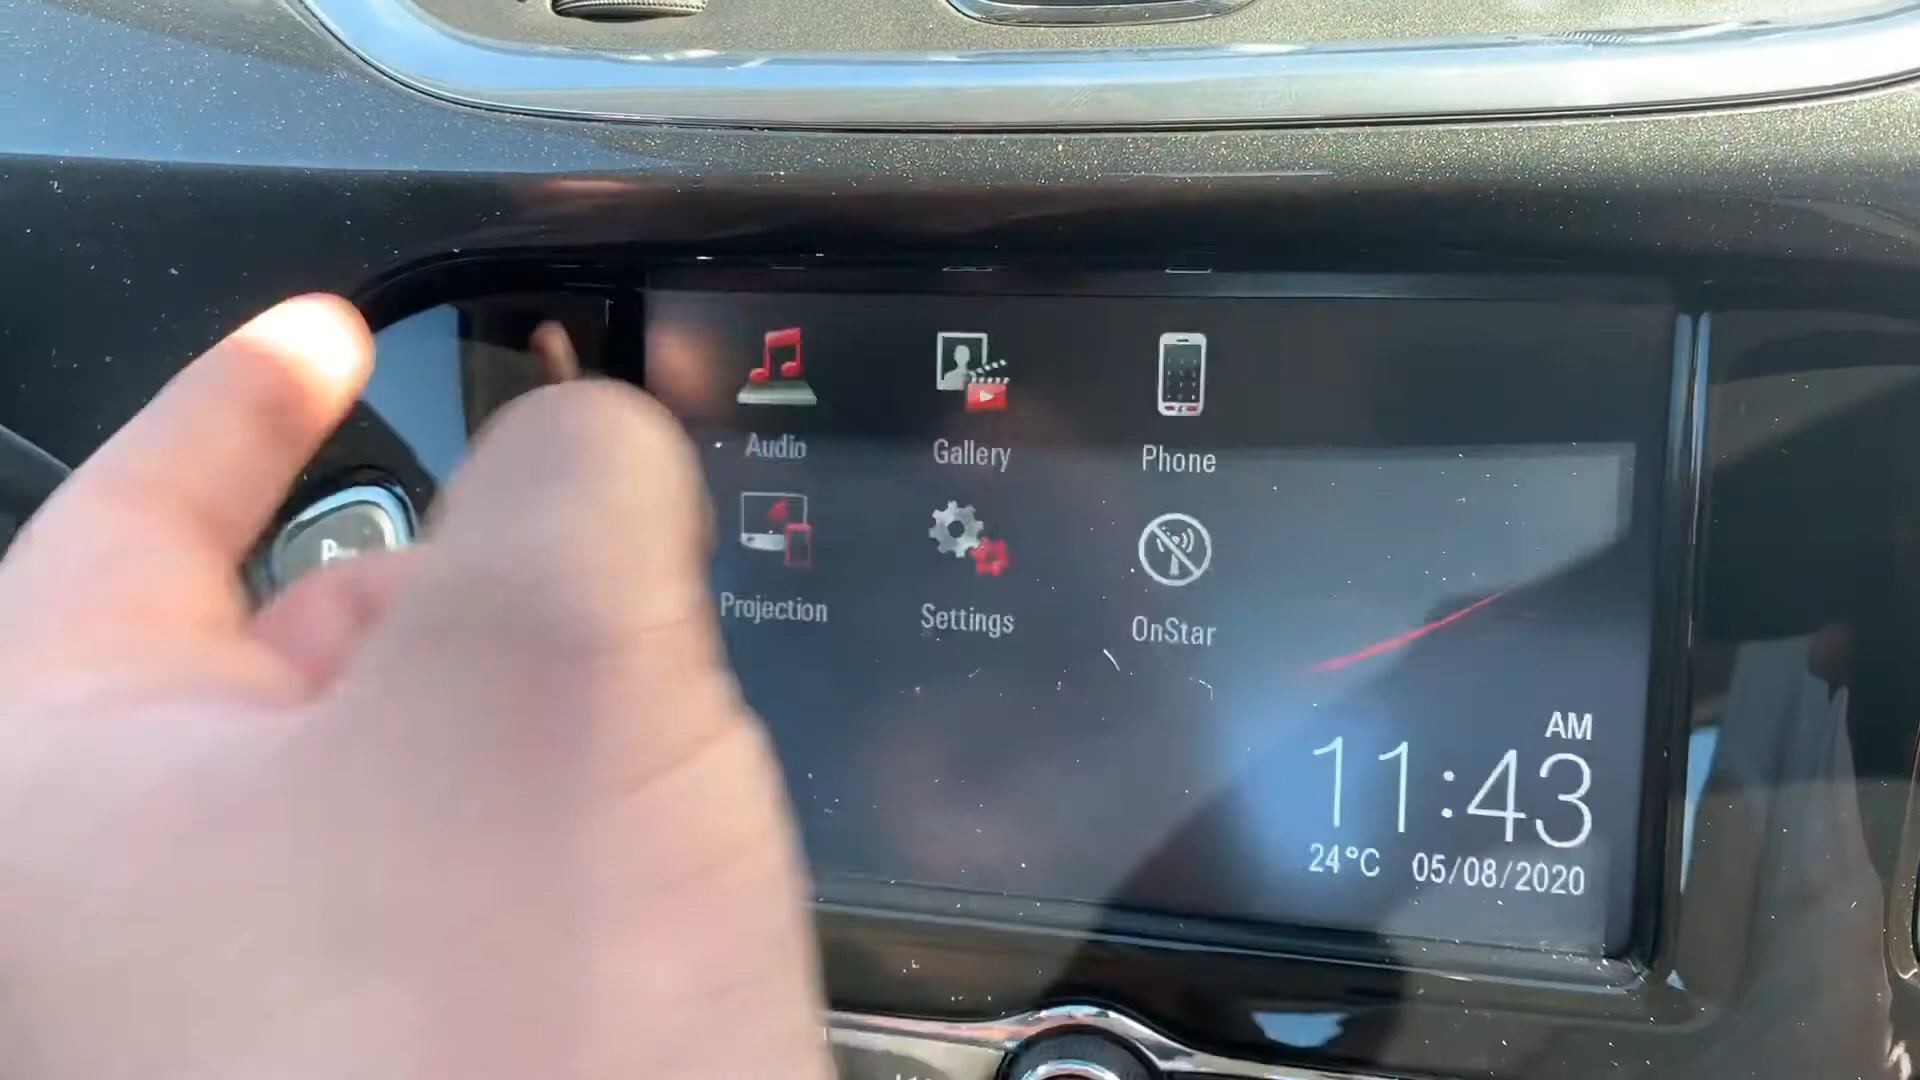 Audio
Gallery
Phone
Projection
Settings
OnStar
AM
11:43
24°C 05/08/2020